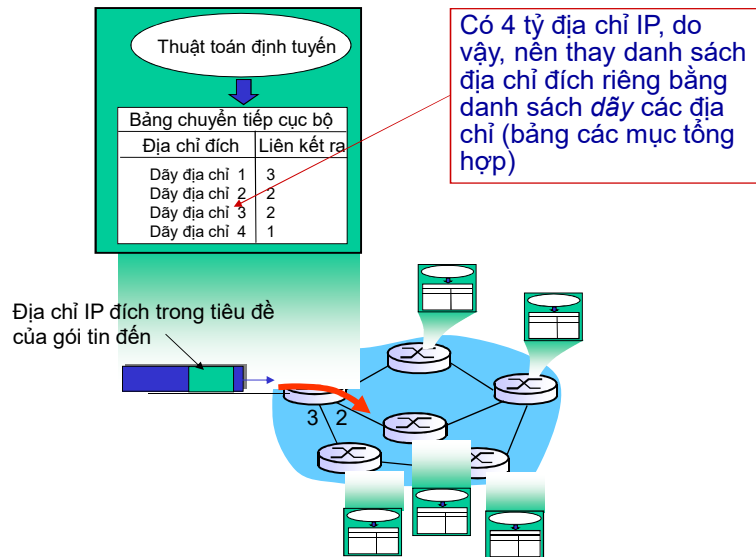 Thuật toán định tuyến
Bảng chuyển tiếp cục bộ
Địa chỉ đích Liên kết ra
Dãy địa chỉ 1 3
Dãy địa chỉ 2 2
Dãy địa chỉ 3 2
Dãy địa chỉ 4 1
Có 4 tỷ địa chỉ IP, do
vậy, nên thay danh sách
địa chỉ đích riêng bằng
danh sách dãy các địa
chỉ (bảng các mục tổng
hợp)
Địa chỉ IP đích trong tiêu đề
của gói tin đến
3 2